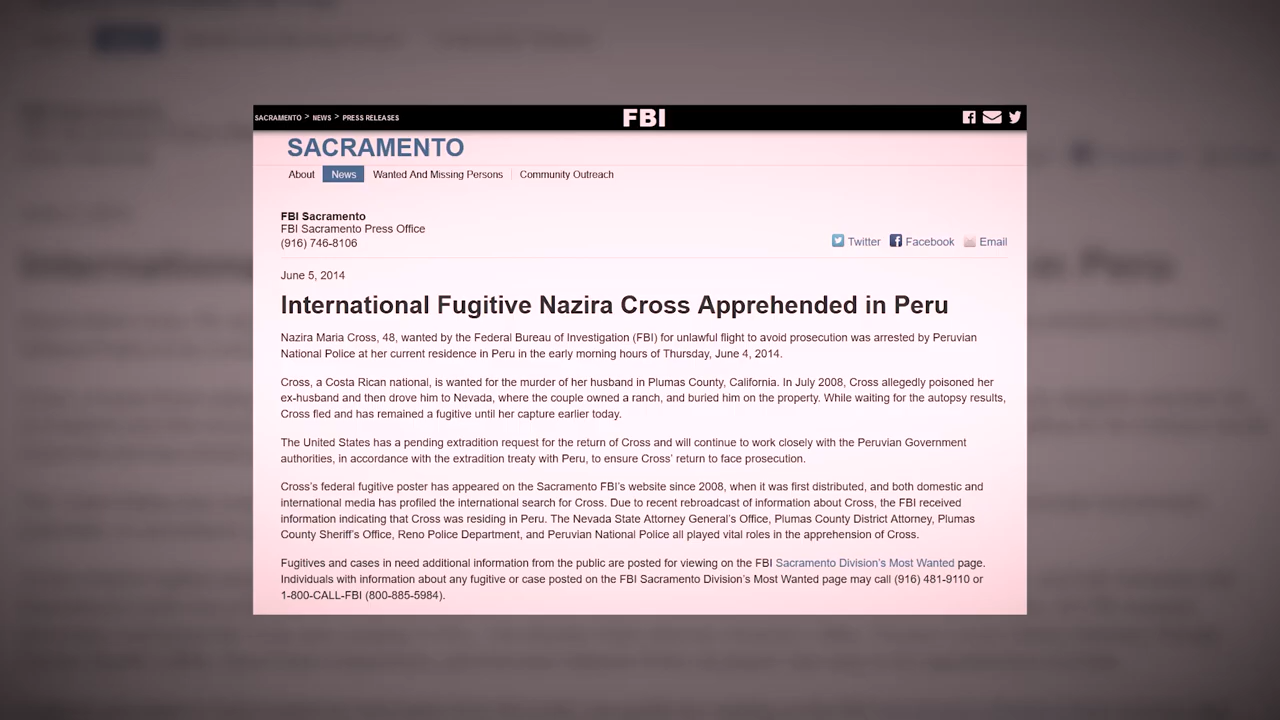 SACRAMENTO > NEWS > PRESS RELEASES
FBI
SACRAMENTO
About News Wanted And Missing Persons Community Outreach
FBI Sacramento
FBI Sacramento Press Office
(916) 746-8106
Twitter Facebook Email
June 5, 2014
International Fugitive Nazira Cross Apprehended in Peru
Nazira Maria Cross, 48, wanted by the Federal Bureau of Investigation (FBI) for unlawful flight to avoid prosecution was arrested by Peruvian
National Police at her current residence in Peru in the early morning hours of Thursday, June 4, 2014.
Cross, a Costa Rican national, is wanted for the murder of her husband in Plumas County, California. In July 2008, Cross allegedly poisoned her
ex-husband and then drove him to Nevada, where the couple owned a ranch, and buried him on the property. While waiting for the autopsy results,
Cross fled and has remained a fugitive until her capture earlier today.
The United States has a pending extradition request for the return of Cross and will continue to work closely with the Peruvian Government
authorities, in accordance with the extradition treaty with Peru, to ensure Cross' return to face prosecution.
Cross's federal fugitive poster has appeared on the Sacramento FBI's website since 2008, when it was first distributed, and both domestic and
international media has profiled the international search for Cross. Due to recent rebroadcast of information about Cross, the FBI received
information indicating that Cross was residing in Peru. The Nevada State Attorney General's Office, Plumas County District Attorney, Plumas
County Sheriff's Office, Reno Police Department, and Peruvian National Police all played vital roles in the apprehension of Cross.
Fugitives and cases in need additional information from the public are posted for viewing on the FBI Sacramento Division's Most Wanted page.
Individuals with information about any fugitive or case posted on the FBI Sacramento Division's Most Wanted page may call (916) 481-9110 or
1-800-CALL-FBI (800-885-5984).